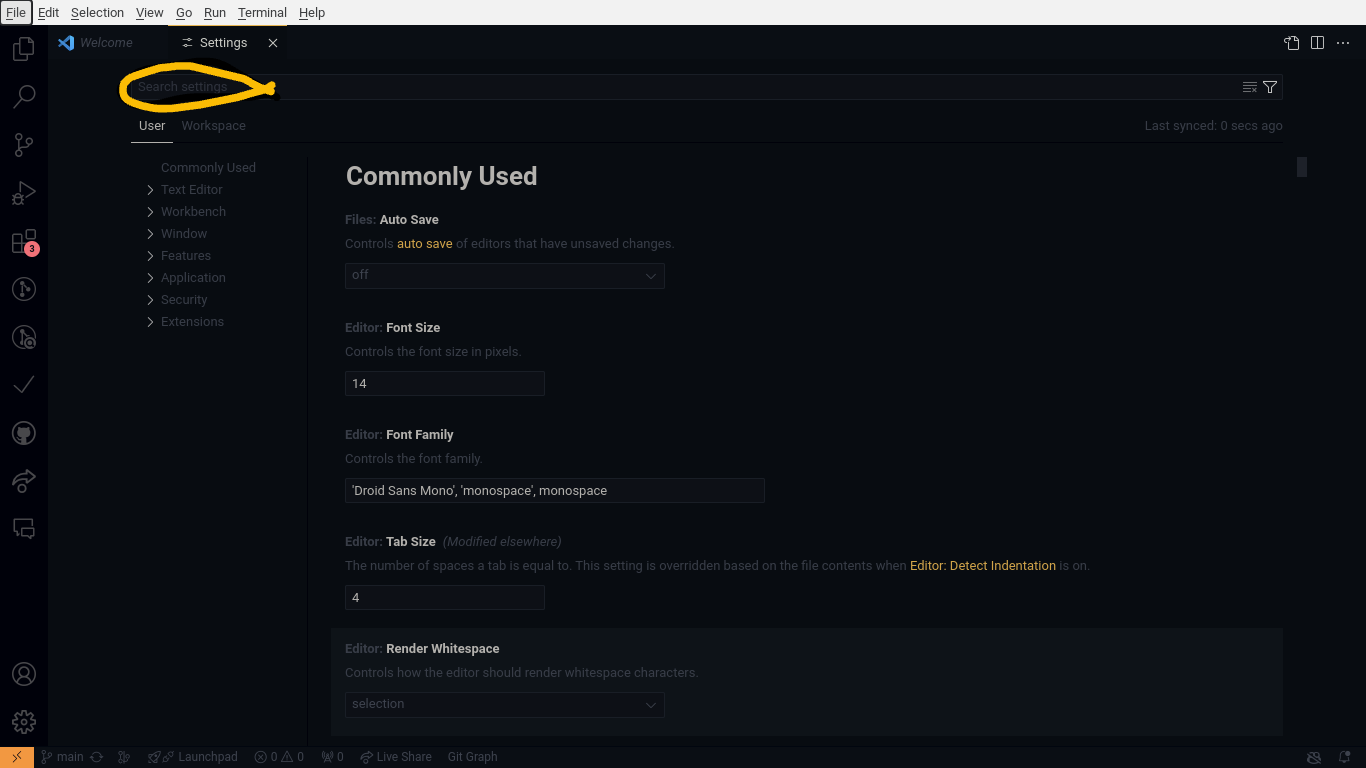 File Edit Selection View Go Run Terminal Help
Welcome Settings
Search settings
User Workspace Last synced: 0 secs ago
Commonly Used
Text Editor
Workbench
Window
Features
Application
Security
Extensions
3
Commonly Used
Files: Auto Save
Controls auto save of editors that have unsaved changes.
off
Editor: Font Size
Controls the font size in pixels.
14
Editor: Font Family
Controls the font family.
'Droid Sans Mono', 'monospace', monospace
Editor: Tab Size (Modified elsewhere)
The number of spaces a tab is equal to. This setting is overridden based on the file contents when Editor: Detect Indentation is on.
4
Editor: Render Whitespace
Controls how the editor should render whitespace characters.
selection
main Launchpad 0 0 0 Live Share Git Graph